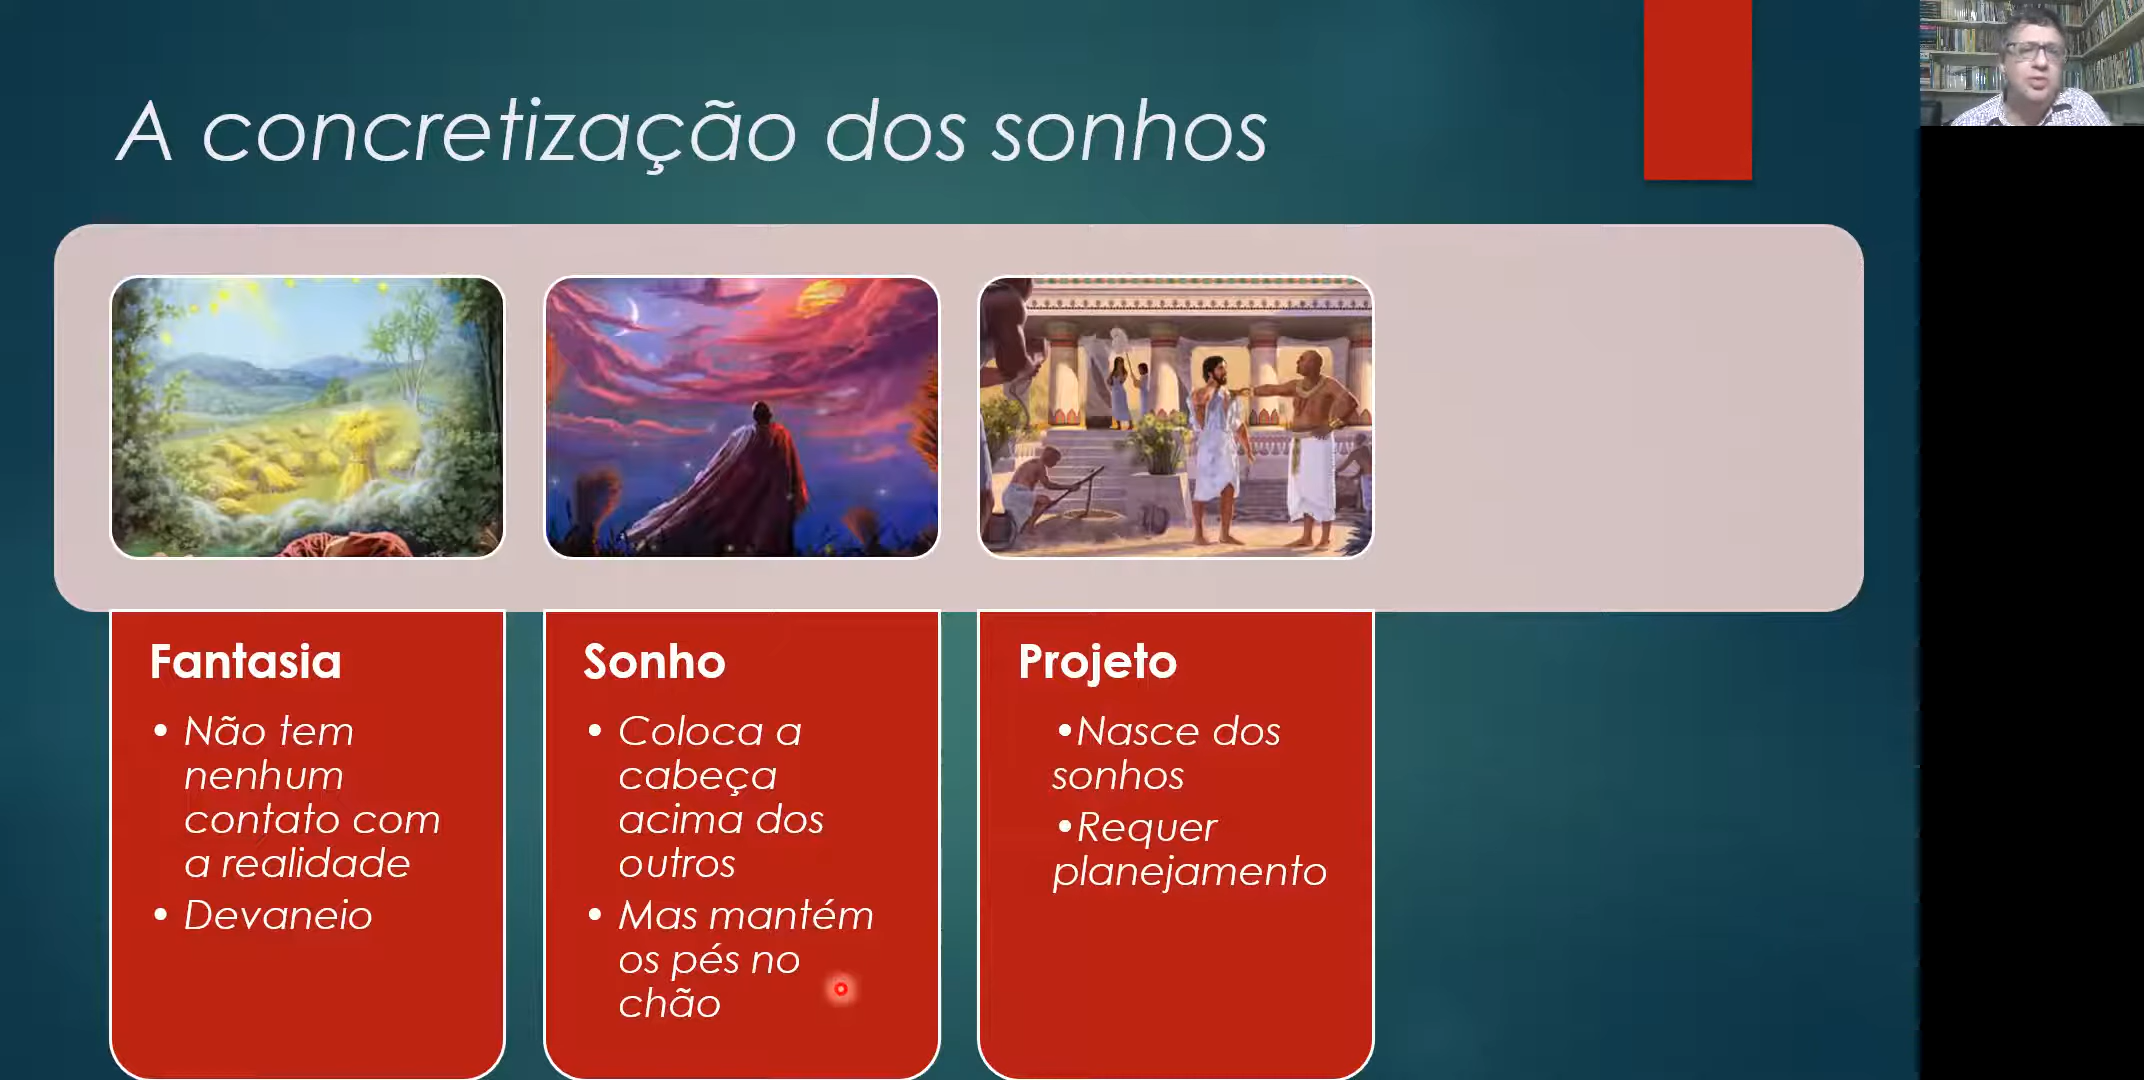 A concretização dos sonhos
Fantasia
• Não tem
nenhum
contato com
a realidade
• Devaneio
Sonho
• Coloca a
cabeça
acima dos
outros
• Mas mantém
os pés no
chão
Projeto
•Nasce dos
sonhos
•Requer
planejamento